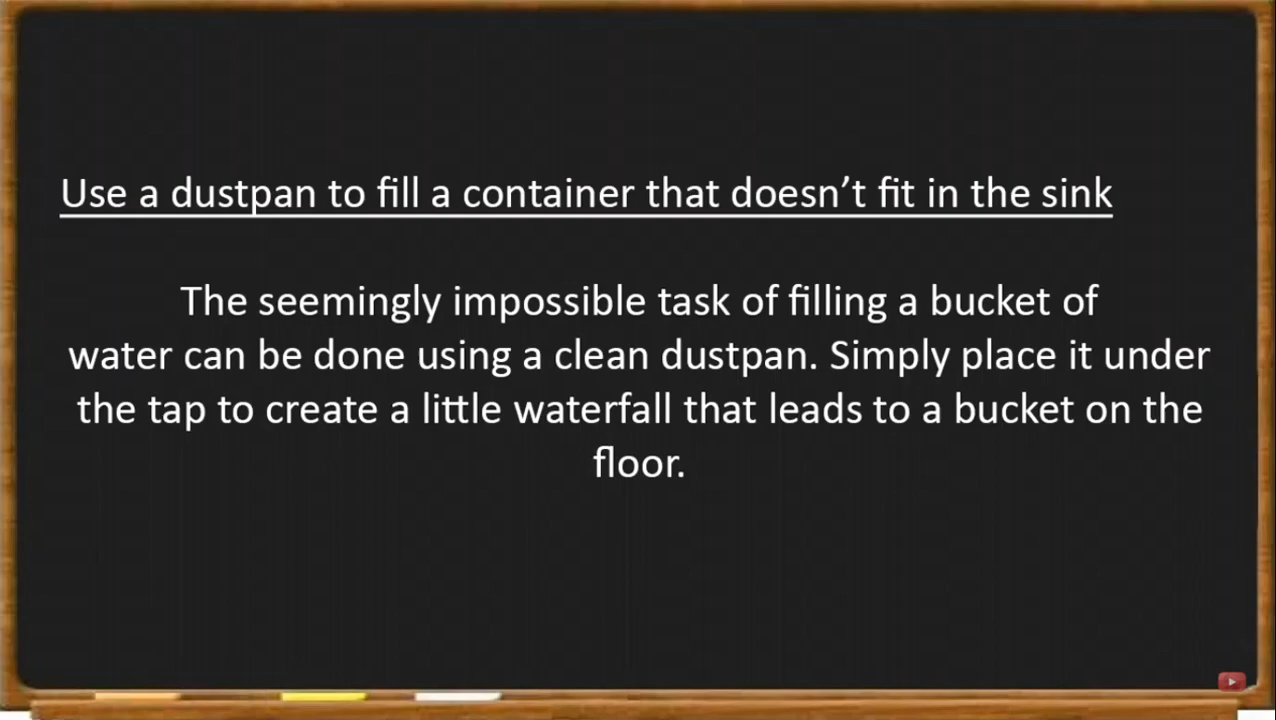 Use a dustpan to fill a container that doesn’t fit in the sink
The seemingly impossible task of filling a bucket of
water can be done using a clean dustpan. Simply place it under
the tap to create a little waterfall that leads to a bucket on the
floor.